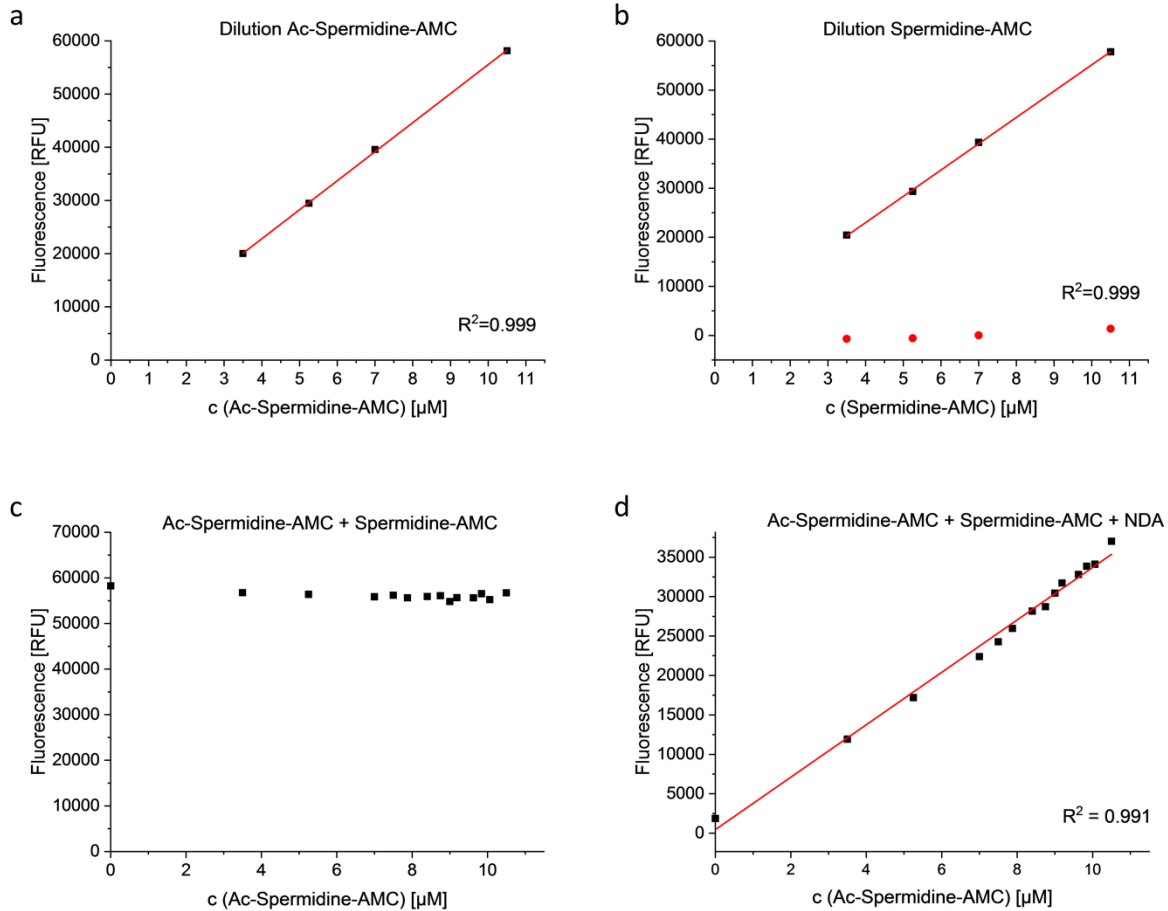 a
Dilution Ac-Spermidine-AMC
60000
50000
40000
30000
20000
10000
0
Fluorescence [RFU]
R²=0.999
0 1 2 3 4 5 6 7 8 9 10 11
c (Ac-Spermidine-AMC) [µM]
b
Dilution Spermidine-AMC
60000
50000
40000
30000
20000
10000
0
Fluorescence [RFU]
R²=0.999
0 1 2 3 4 5 6 7 8 9 10 11
c (Spermidine-AMC) [µM]
c
Ac-Spermidine-AMC + Spermidine-AMC
70000
60000
50000
40000
30000
20000
10000
0
Fluorescence [RFU]
0 2 4 6 8 10
c (Ac-Spermidine-AMC) [µM]
d
Ac-Spermidine-AMC + Spermidine-AMC + NDA
35000
30000
25000
20000
15000
10000
5000
0
Fluorescence [RFU]
R² = 0.991
0 2 4 6 8 10
c (Ac-Spermidine-AMC) [µM]